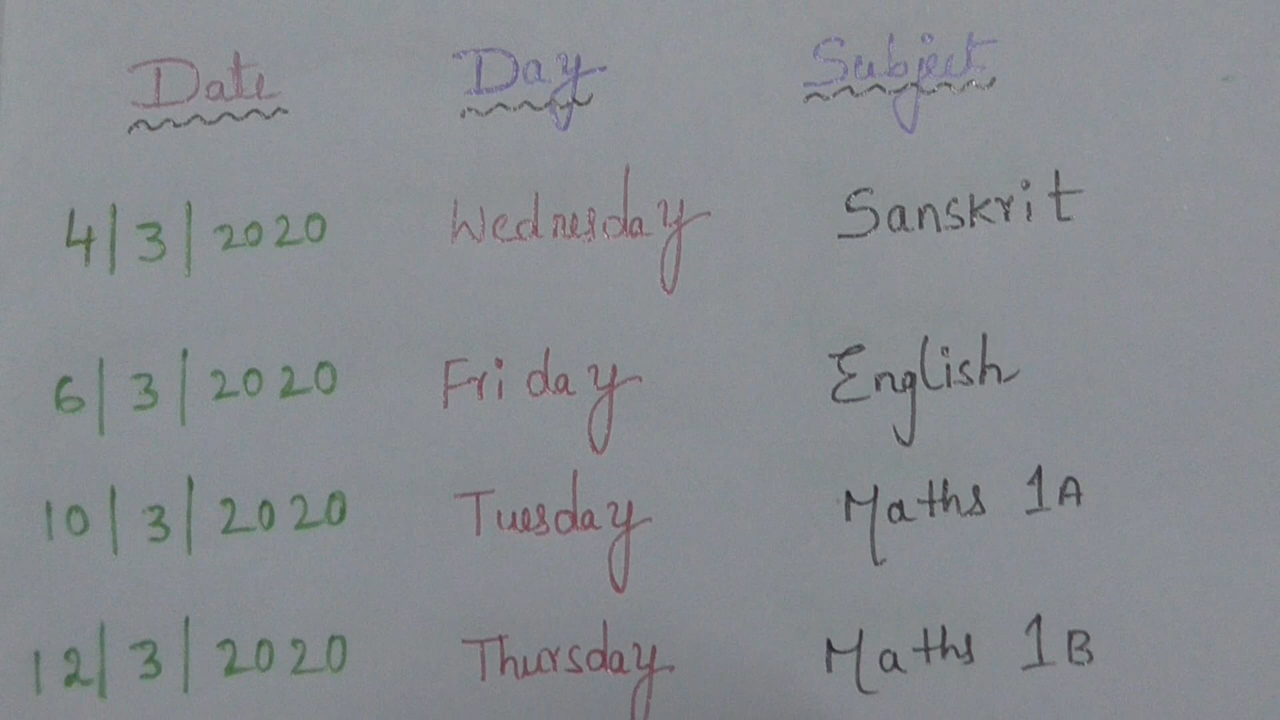 Date Day Subject
4|3|2020 Wednesday Sanskrit
6|3|2020 Friday English
10|3|2020 Tuesday Maths 1A
12|3|2020 Thursday Maths 1B